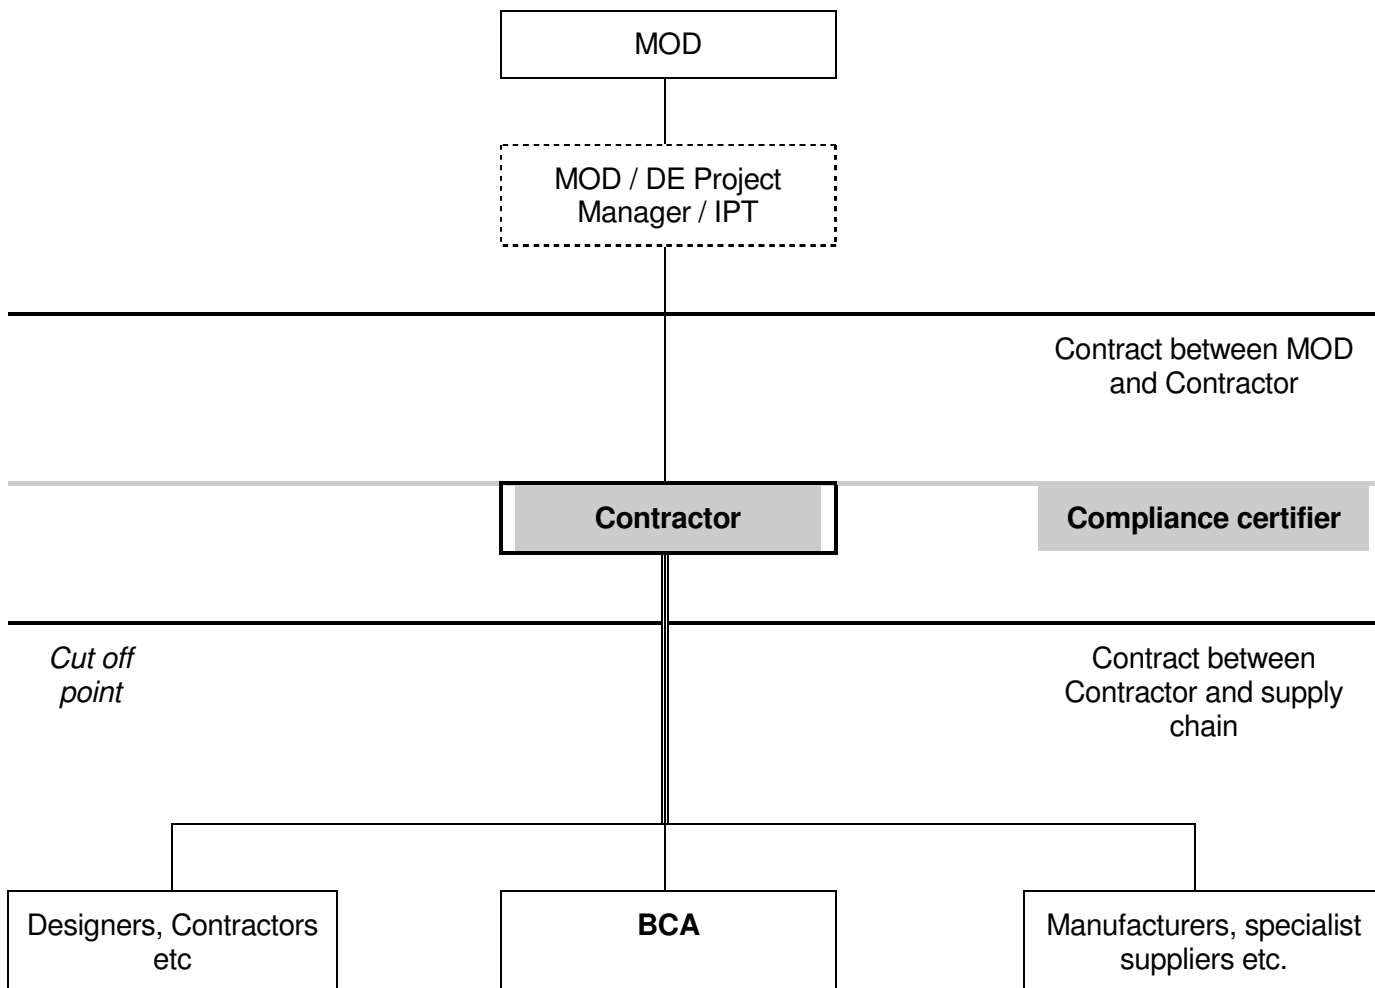 MOD
MOD / DE Project
Manager / IPT
Contract between MOD
and Contractor
Contractor
Compliance certifier
Cut off
point
Contract between
Contractor and supply
chain
Designers, Contractors
etc
BCA
Manufacturers, specialist
suppliers etc.